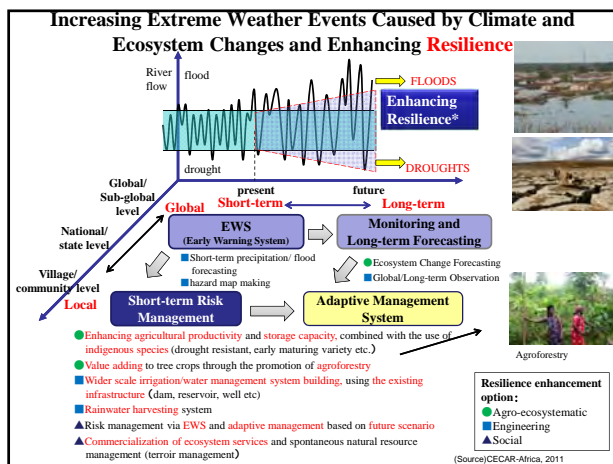 Increasing Extreme Weather Events Caused by Climate and
Ecosystem Changes and Enhancing Resilience
River
flow
flood
FLOODS
Enhancing
Resilience*
drought
DROUGHTS
Global/
Sub-global
level
present
future
Global
Short-term
Long-term
National/
state level
EWS
(Early Warning System)
Monitoring and
Long-term Forecasting
Village/
community level
Local
Short-term precipitation/ flood
forecasting
hazard map making
Ecosystem Change Forecasting
Global/Long-term Observation
Short-term Risk
Management
Adaptive Management
System
Enhancing agricultural productivity and storage capacity, combined with the use of
indigenous species (drought resistant, early maturing variety etc.)
Value adding to tree crops through the promotion of agroforestry
Wider scale irrigation/water management system building, using the existing
infrastructure (dam, reservoir, well etc)
Rainwater harvesting system
Risk management via EWS and adaptive management based on future scenario
Commercialization of ecosystem services and spontaneous natural resource
management (terroir management)
Agroforestry
Resilience enhancement
option:
Agro-ecosystematic
Engineering
Social
(Source)CECAR-Africa, 2011